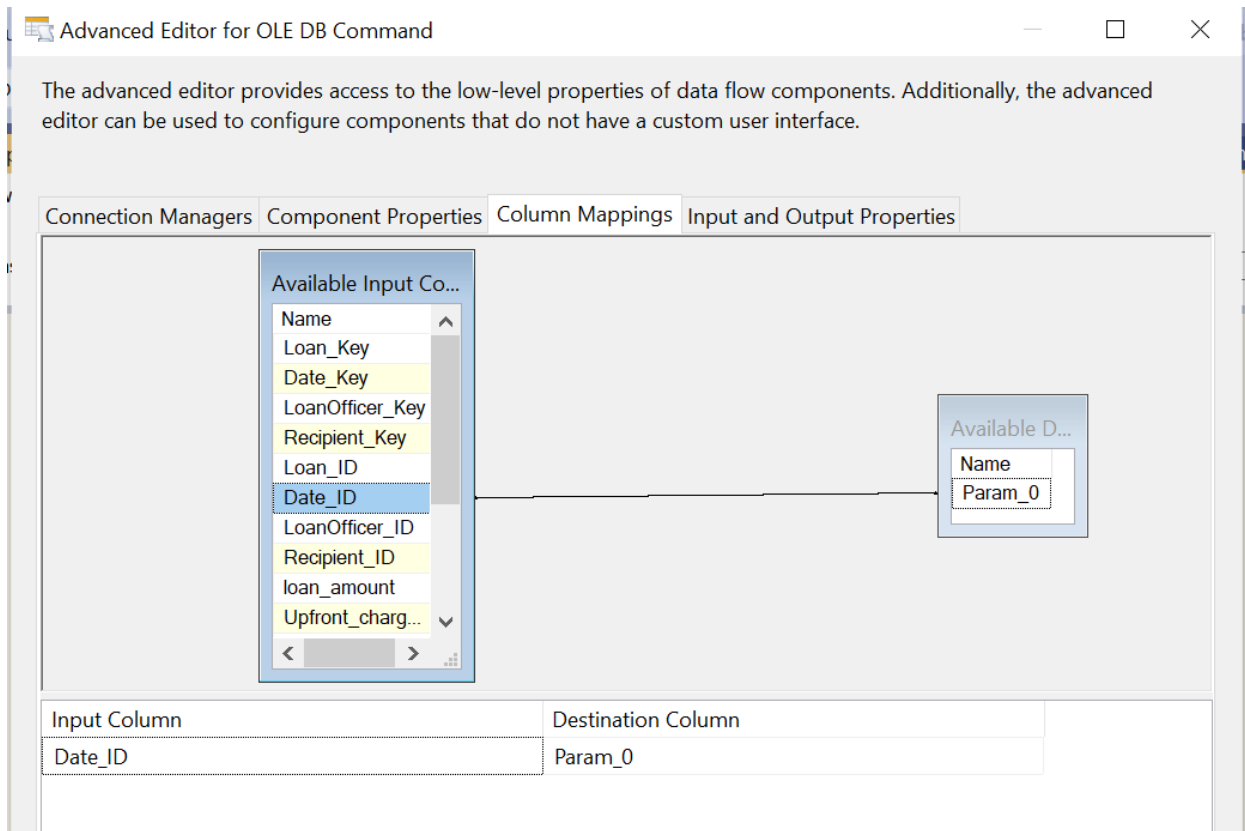 Advanced Editor for OLE DB Command
The advanced editor provides access to the low-level properties of data flow components. Additionally, the advanced
editor can be used to configure components that do not have a custom user interface.
Connection Managers Component Properties Column Mappings Input and Output Properties
Available Input Co...
Name
Loan_Key
Date_Key
LoanOfficer_Key
Recipient_Key
Loan_ID
Date_ID
LoanOfficer_ID
Recipient_ID
loan_amount
Upfront_charg...
Available D...
Name
Param_0
Input Column Destination Column
Date_ID Param_0